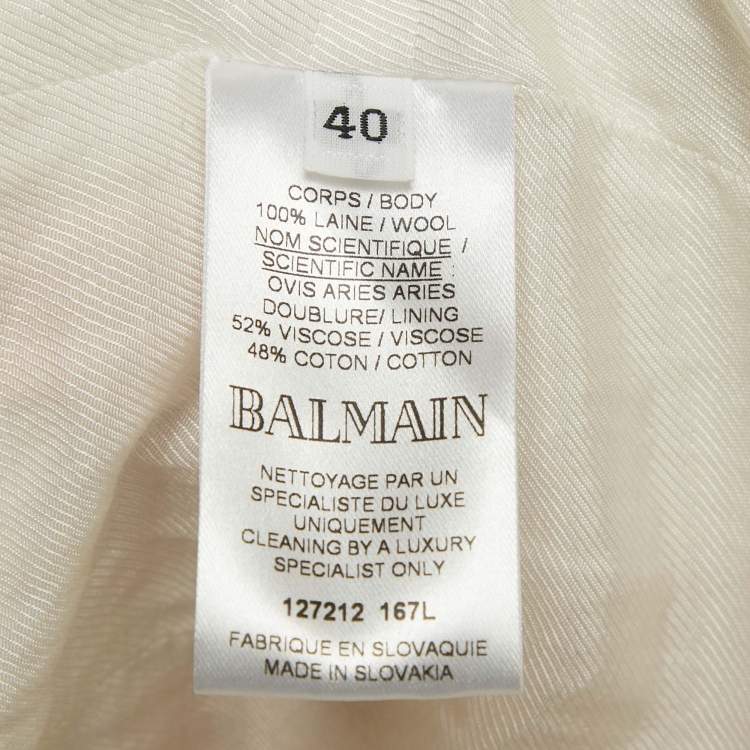 40
CORPS / BODY
100% LAINE / WOOL
NOM SCIENTIFIQUE /
SCIENTIFIC NAME :
OVIS ARIES ARIES
DOUBLURE/ LINING
52% VISCOSE / VISCOSE
48% COTON / COTTON
BALMAIN
NETTOYAGE PAR UN
SPECIALISTE DU LUXE
UNIQUEMENT
CLEANING BY A LUXURY
SPECIALIST ONLY
127212 167L
FABRIQUE EN SLOVAQUIE
MADE IN SLOVAKIA